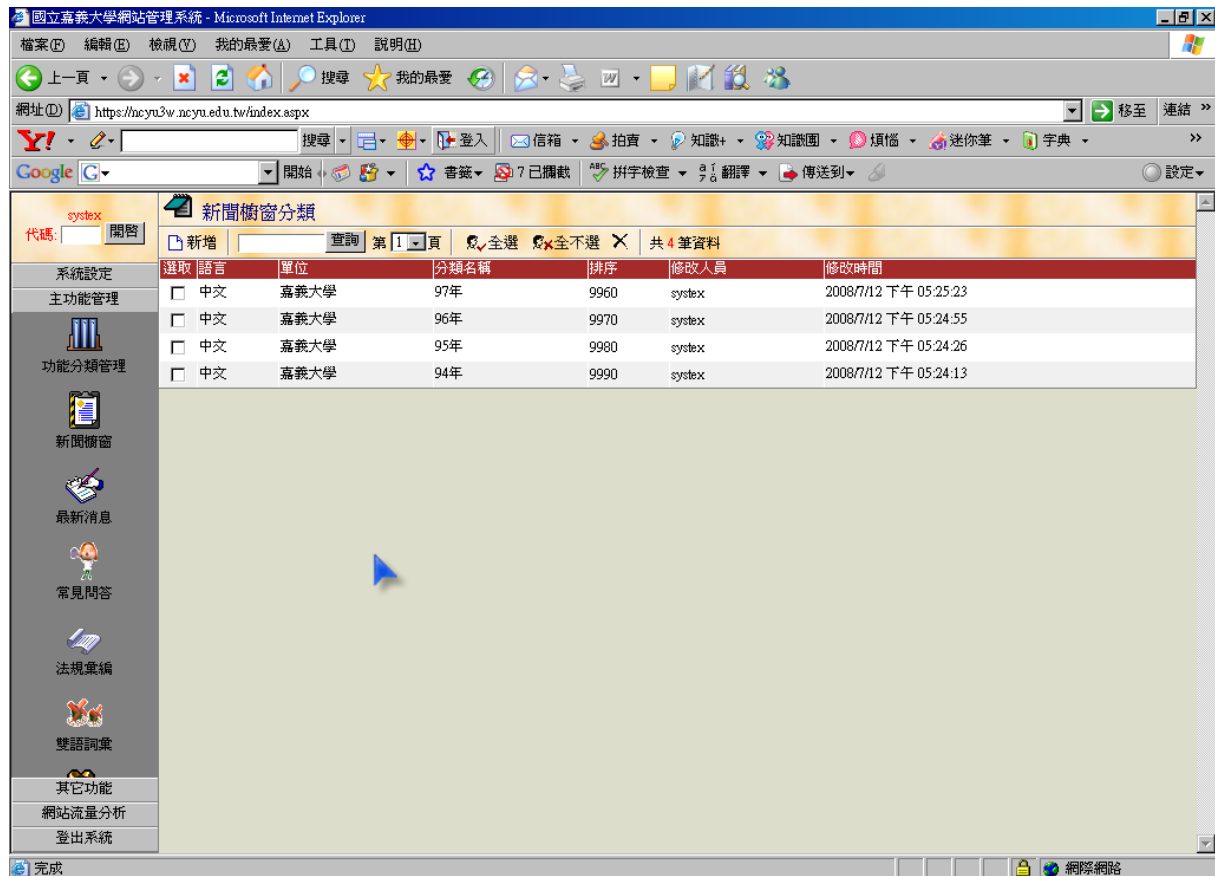 國立嘉義大學網站管理系統 - Microsoft Internet Explorer
檔案(F) 編輯(E) 檢視(V) 我的最愛(A) 工具(T) 說明(H)
上一頁 搜尋 我的最愛
網址(D) https://ncyu3w.ncyu.edu.tw/index.aspx 移至 連結 »
Y! 搜尋 登入 信箱 拍賣 知識+ 知識團 煩惱 迷你筆 字典 »
Google G 開始 書籤 7 已攔截 ABC 拼字檢查 翻譯 傳送到 設定
systex
代碼: 開啓
新聞櫥窗分類
新增 查詢 第 1 頁 全選 全不選 共 4 筆資料
選取 語言 單位 分類名稱 排序 修改人員 修改時間
中文 嘉義大學 97年 9960 systex 2008/7/12 下午 05:25:23
中文 嘉義大學 96年 9970 systex 2008/7/12 下午 05:24:55
中文 嘉義大學 95年 9980 systex 2008/7/12 下午 05:24:26
中文 嘉義大學 94年 9990 systex 2008/7/12 下午 05:24:13
系統設定
主功能管理
功能分類管理
新聞櫥窗
最新消息
常見問答
法規彙編
雙語詞彙
其它功能
網站流量分析
登出系統
完成 網際網路